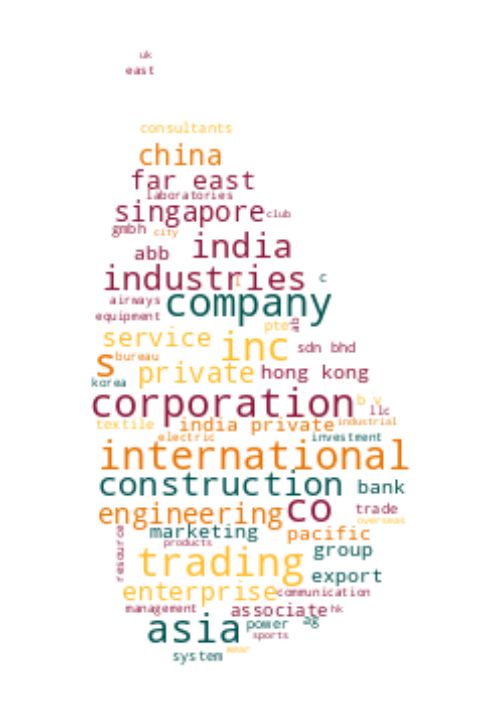 uk
east
consultants
china
far east
laboratories
singapore club
gmbh city
abb india
industries c
airways company
equipment pte
service inc sdn bhd
s bureau
korea private hong kong
corporation b v
llc
textile india private industrial
electric investment
international
construction bank
engineering co trade
overseas
resource marketing pacific
products
trading group
export
enterprise communication
management associate hk
asia power ag
sports
system wear